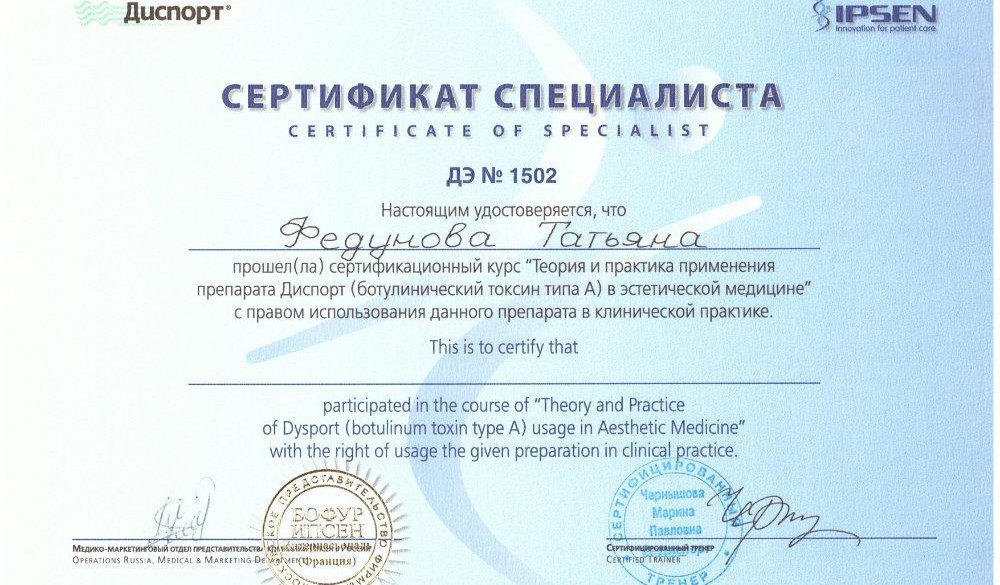 Диспорт®
IPSEN
Innovation for patient care
СЕРТИФИКАТ СПЕЦИАЛИСТА
CERTIFICATE OF SPECIALIST
ДЭ № 1502
Настоящим удостоверяется, что
Федунова Татьяна
прошел(ла) сертификационный курс "Теория и практика применения
препарата Диспорт (ботулинический токсин типа А) в эстетической медицине"
с правом использования данного препарата в клинической практике.
This is to certify that
participated in the course of "Theory and Practice
of Dysport (botulinum toxin type A) usage in Aesthetic Medicine"
with the right of usage the given preparation in clinical practice.
ПРЕДСТАВИТЕЛЬСТВО
БОФУР
ИПСЕН
(Франция)
СЕРТИФИЦИРОВАННЫЙ
Чернышова
Марина
Павловна
ТРЕНЕР
МЕДИКО-МАРКЕТИНГОВЫЙ ОТДЕЛ ПРЕДСТАВИТЕЛЬСТВА
OPERATIONS RUSSIA, MEDICAL & MARKETING
СЕРТИФИЦИРОВАННЫЙ ТРЕНЕР
CERTIFIED TRAINER